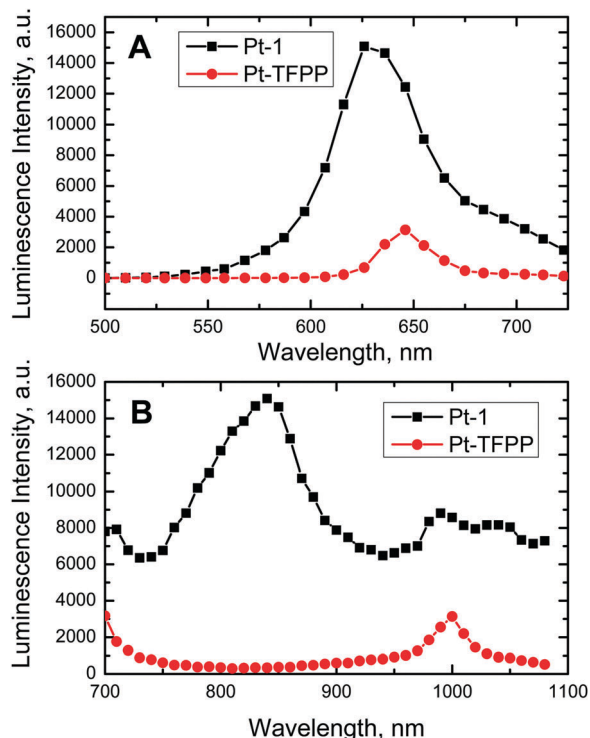 A
Pt-1
Pt-TFPP
Luminescence Intensity, a.u.
16000
14000
12000
10000
8000
6000
4000
2000
0
500 550 600 650 700
Wavelength, nm
B
Pt-1
Pt-TFPP
Luminescence Intensity, a.u.
16000
14000
12000
10000
8000
6000
4000
2000
0
700 800 900 1000 1100
Wavelength, nm